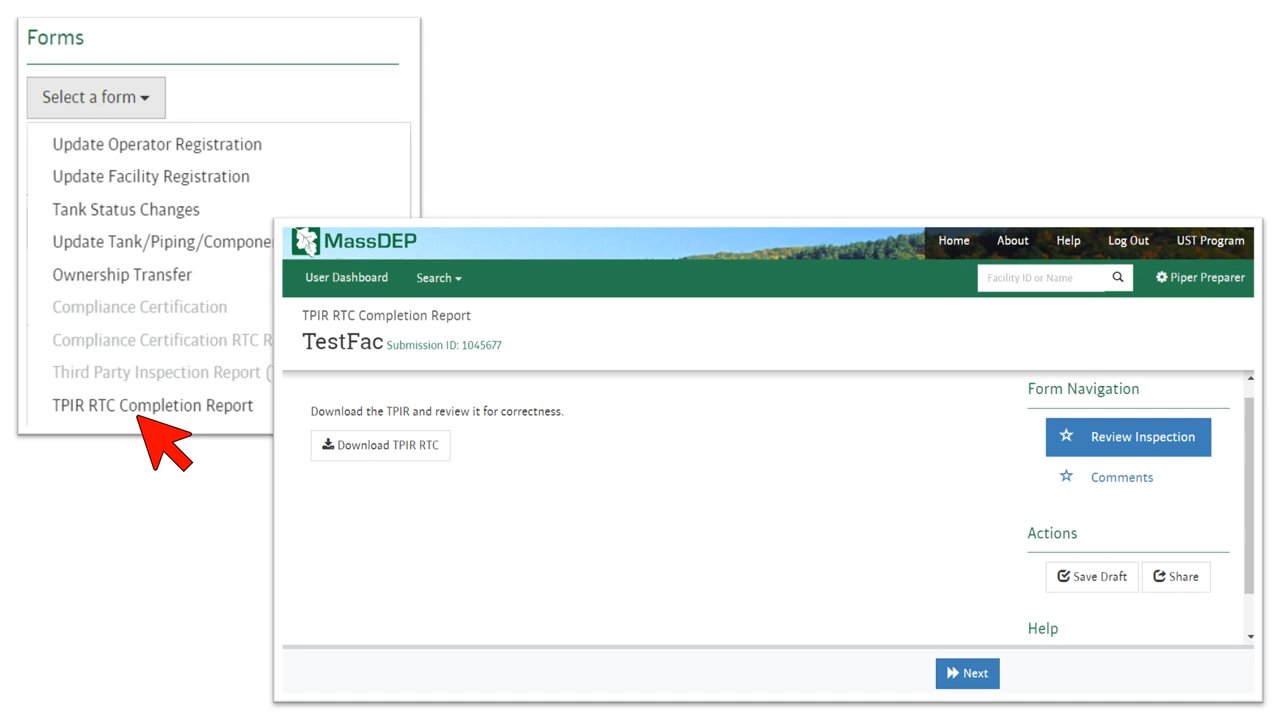 Forms
Select a form
Update Operator Registration
Update Facility Registration
Tank Status Changes
Update Tank/Piping/Compone
Ownership Transfer
Compliance Certification
Compliance Certification RTC R
Third Party Inspection Report (
TPIR RTC Completion Report
MassDEP
Home About Help Log Out UST Program
User Dashboard Search Facility ID or Name Piper Preparer
TPIR RTC Completion Report
TestFac Submission ID: 1045677
Download the TPIR and review it for correctness.
Download TPIR RTC
Form Navigation
Review Inspection
Comments
Actions
Save Draft Share
Help
Next